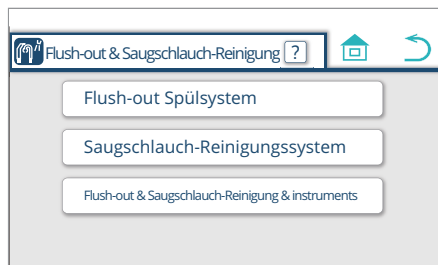 Flush-out & Saugschlauch-Reinigung ?
Flush-out Spülsystem
Saugschlauch-Reinigungssystem
Flush-out & Saugschlauch-Reinigung & instruments